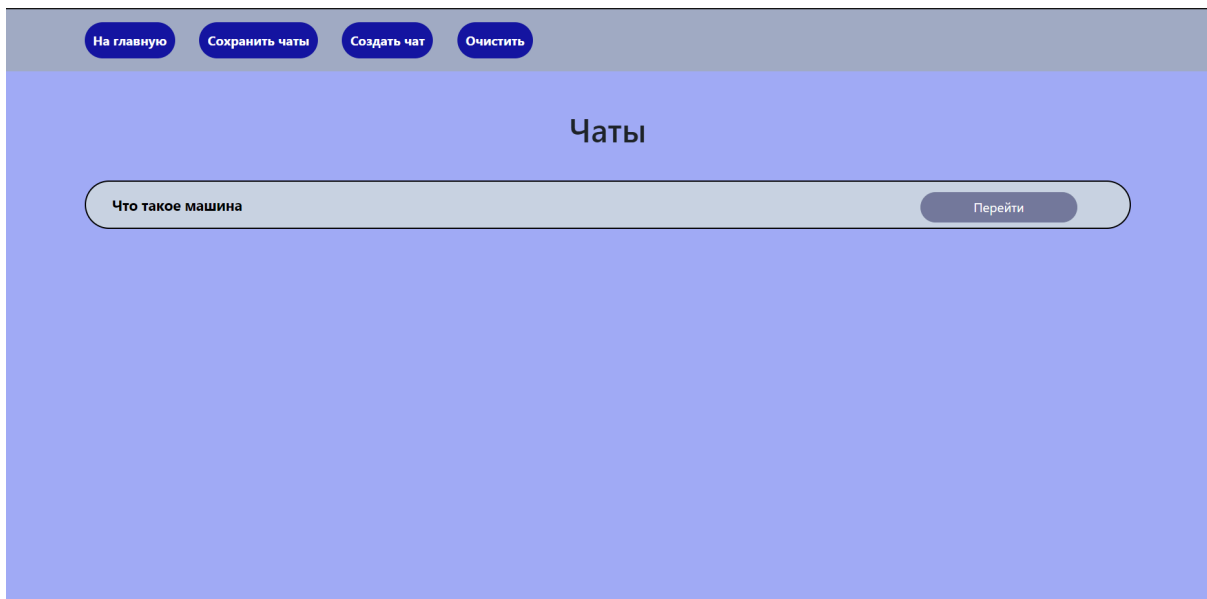 На главную Сохранить чаты Создать чат Очистить
Чаты
Что такое машина Перейти